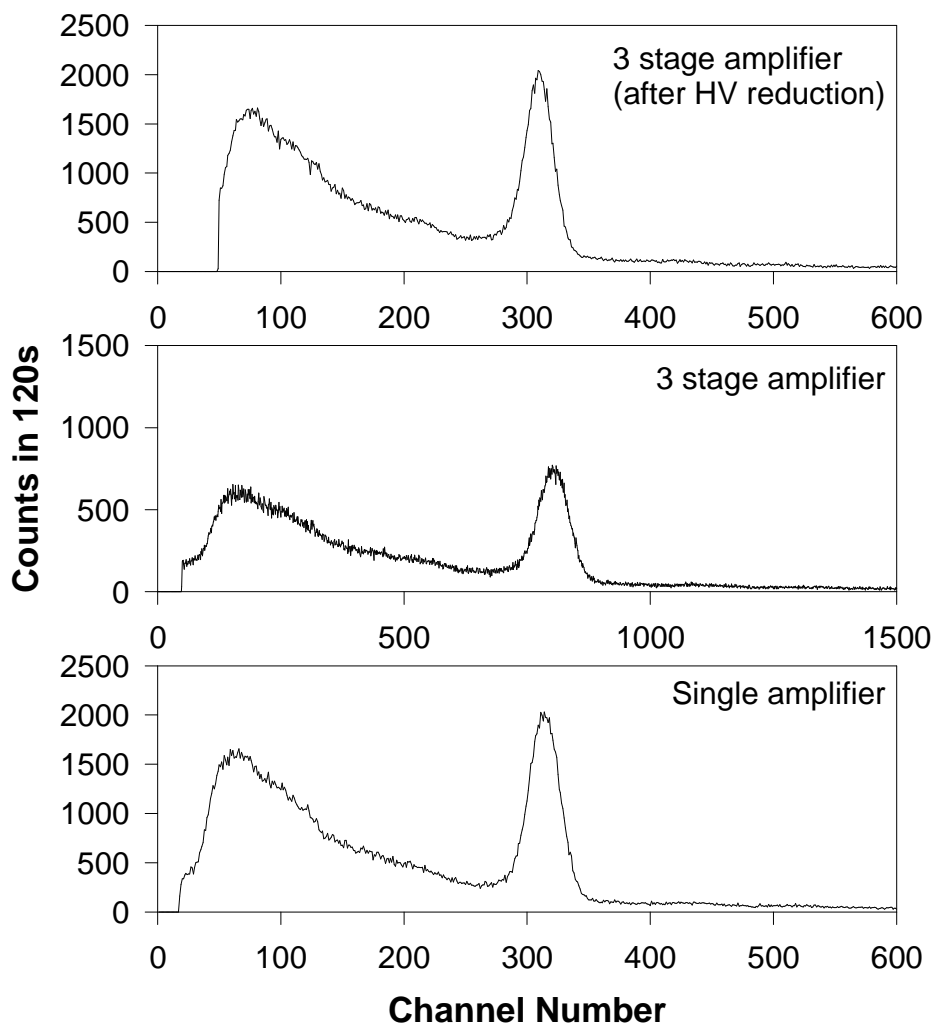 2500
2000
1500
1000
500
0
3 stage amplifier
(after HV reduction)
0 100 200 300 400 500 600
1500
1000
500
0
3 stage amplifier
0 500 1000 1500
2500
2000
1500
1000
500
0
Single amplifier
0 100 200 300 400 500 600
Counts in 120s
Channel Number